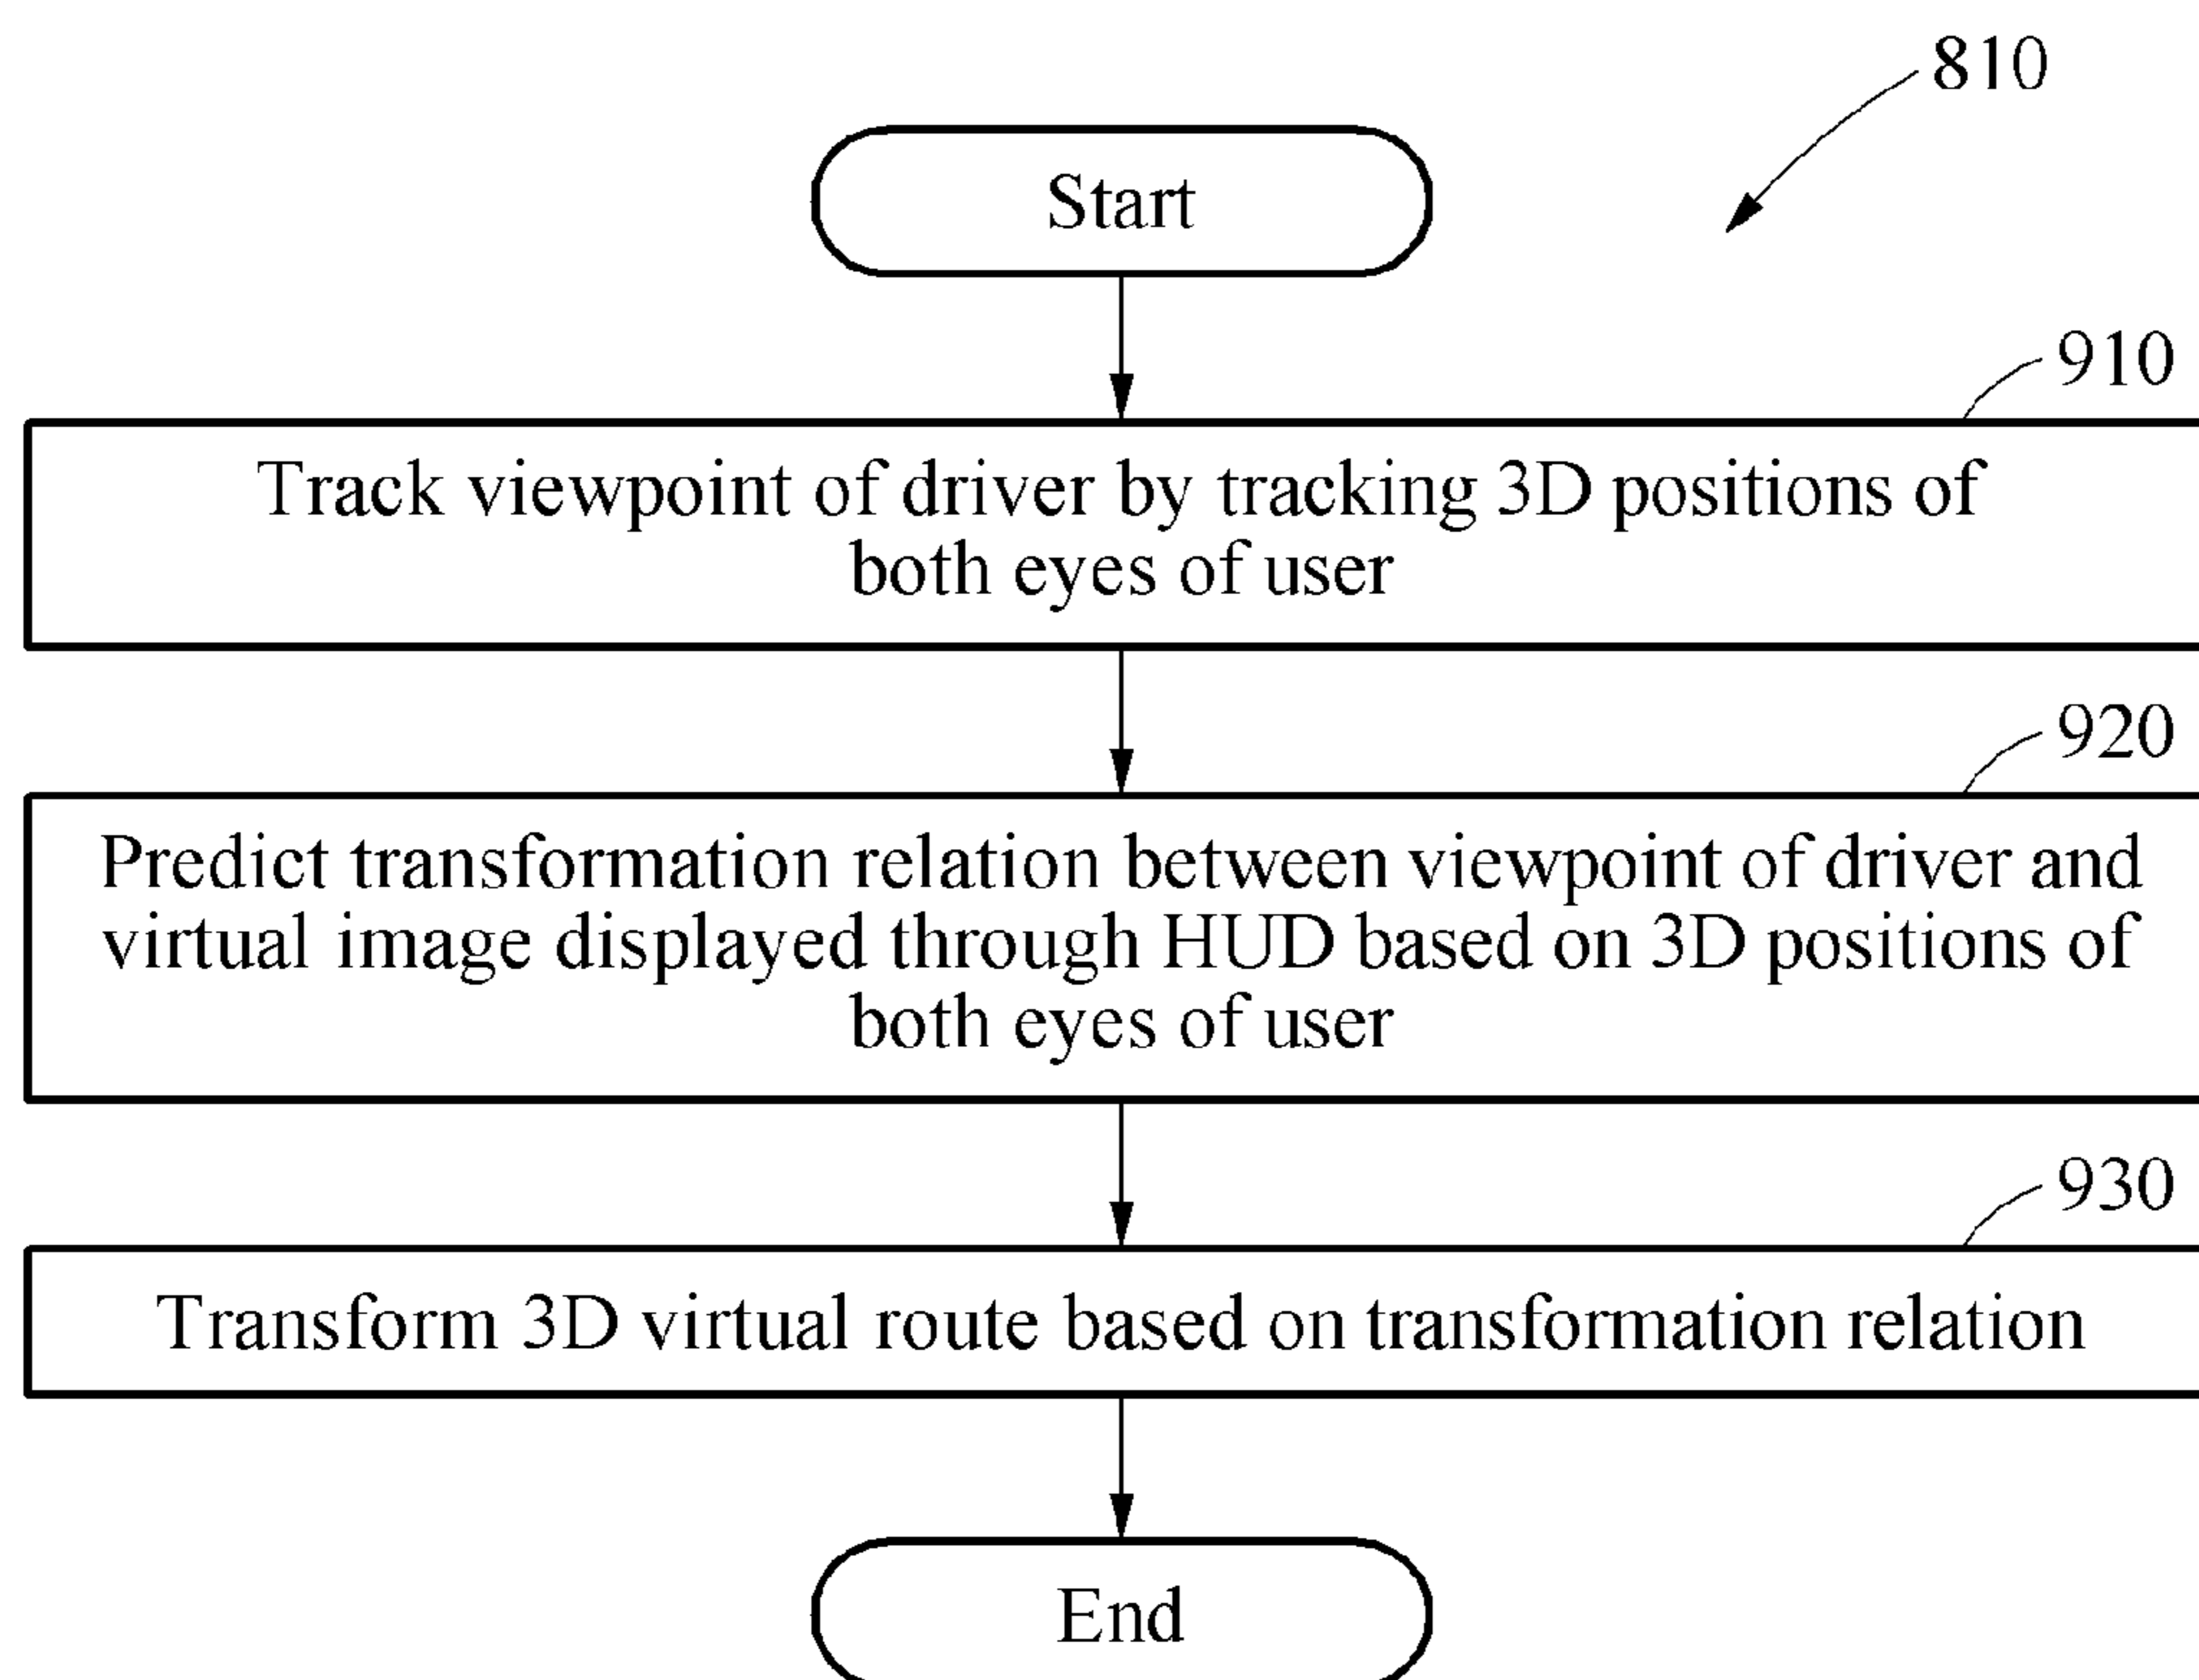 810
Start
910
Track viewpoint of driver by tracking 3D positions of
both eyes of user
920
Predict transformation relation between viewpoint of driver and
virtual image displayed through HUD based on 3D positions of
both eyes of user
930
Transform 3D virtual route based on transformation relation
End